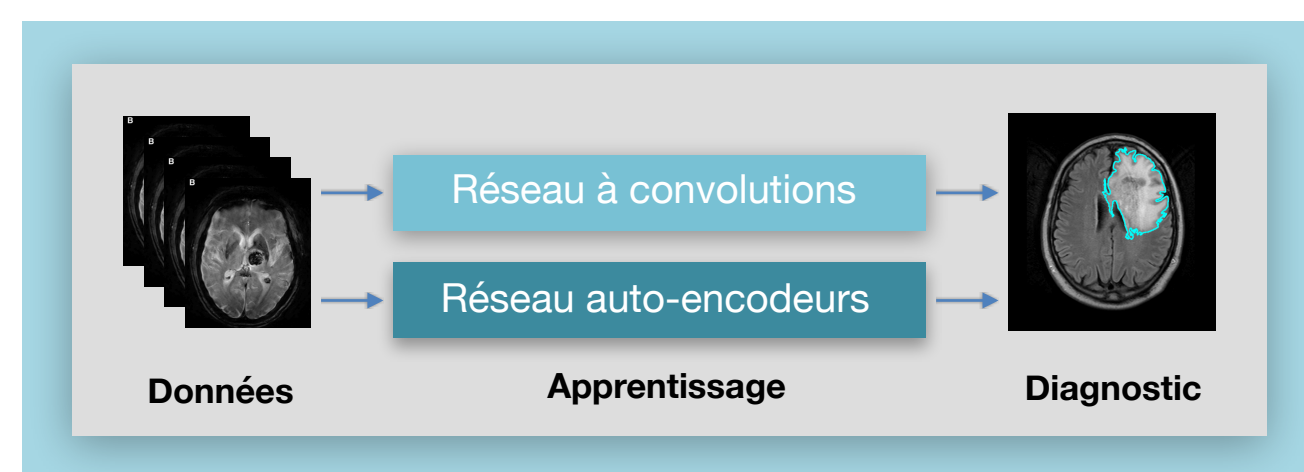 B
B
B
B
Réseau à convolutions
Réseau auto-encodeurs
Données
Apprentissage
Diagnostic